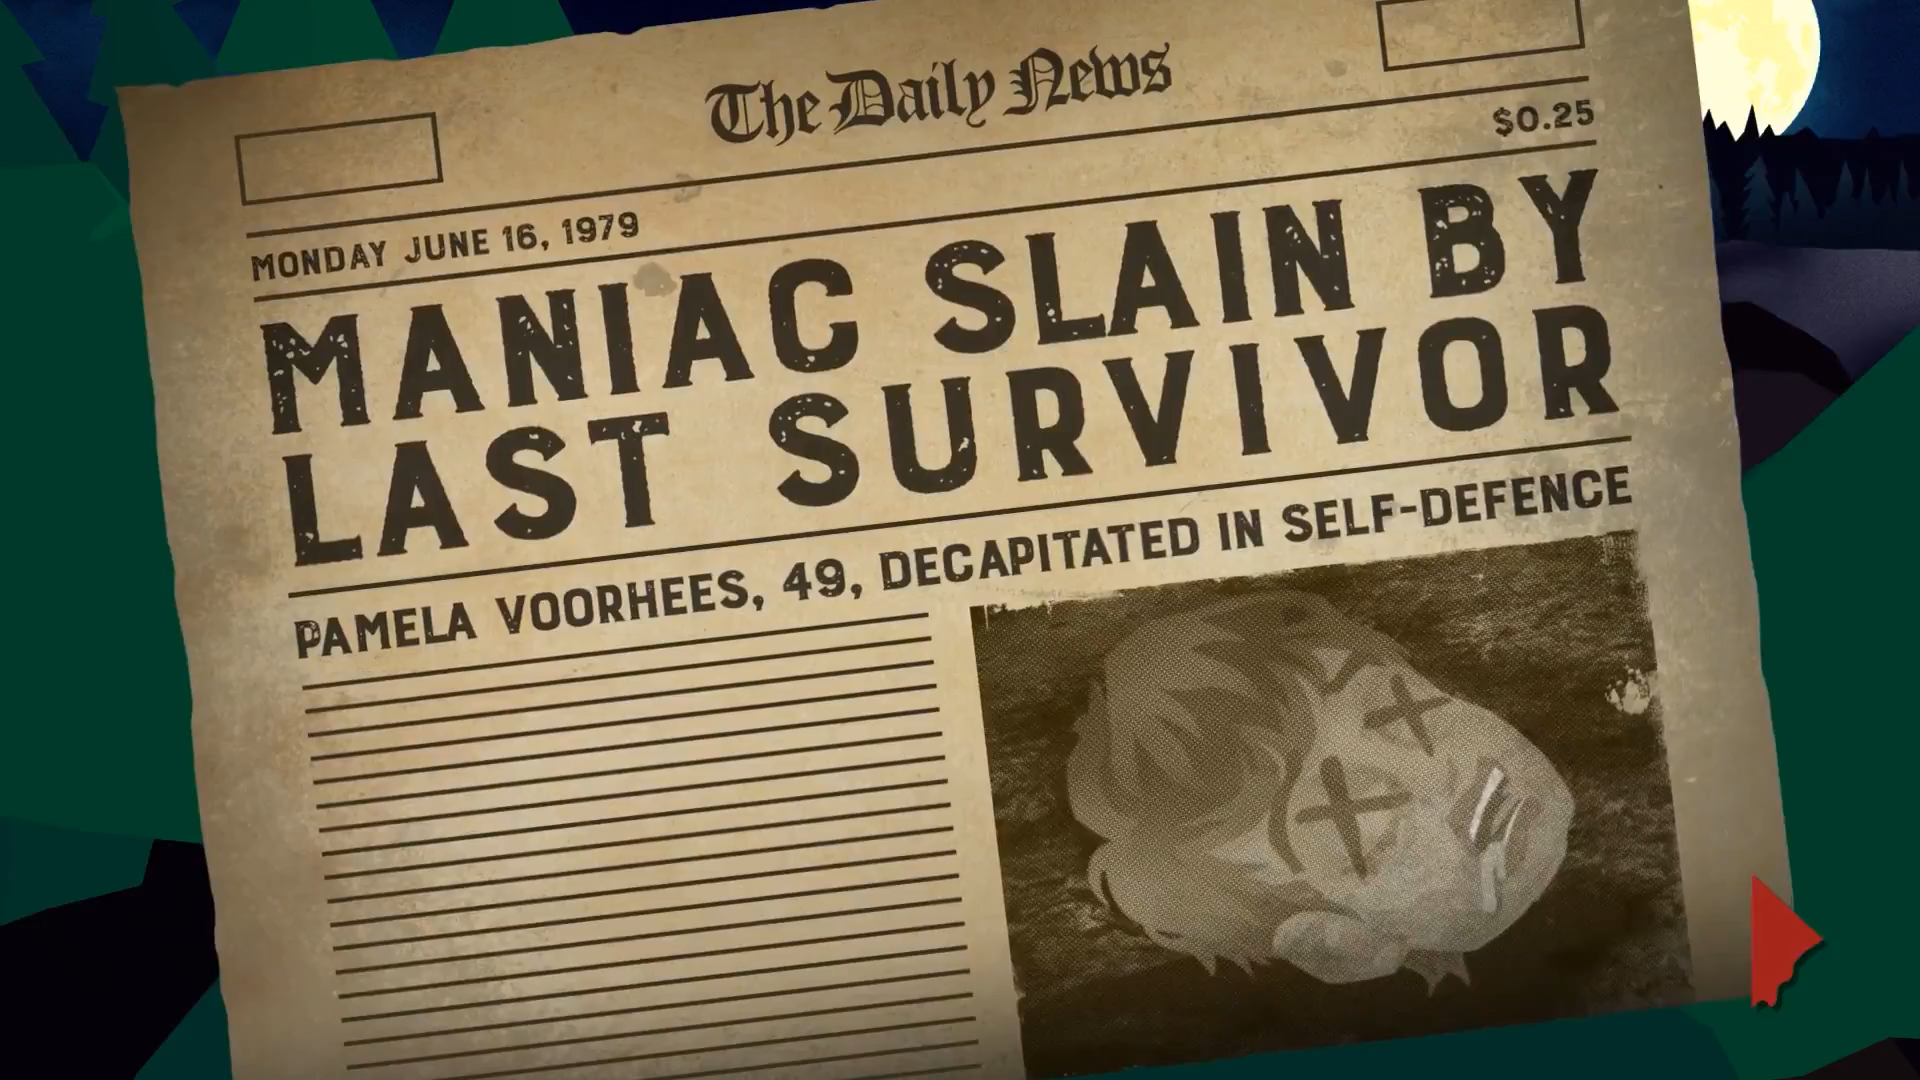 The Daily News
$0.25
MONDAY JUNE 16, 1979
MANIAC SLAIN BY
LAST SURVIVOR
PAMELA VOORHEES, 49, DECAPITATED IN SELF-DEFENCE